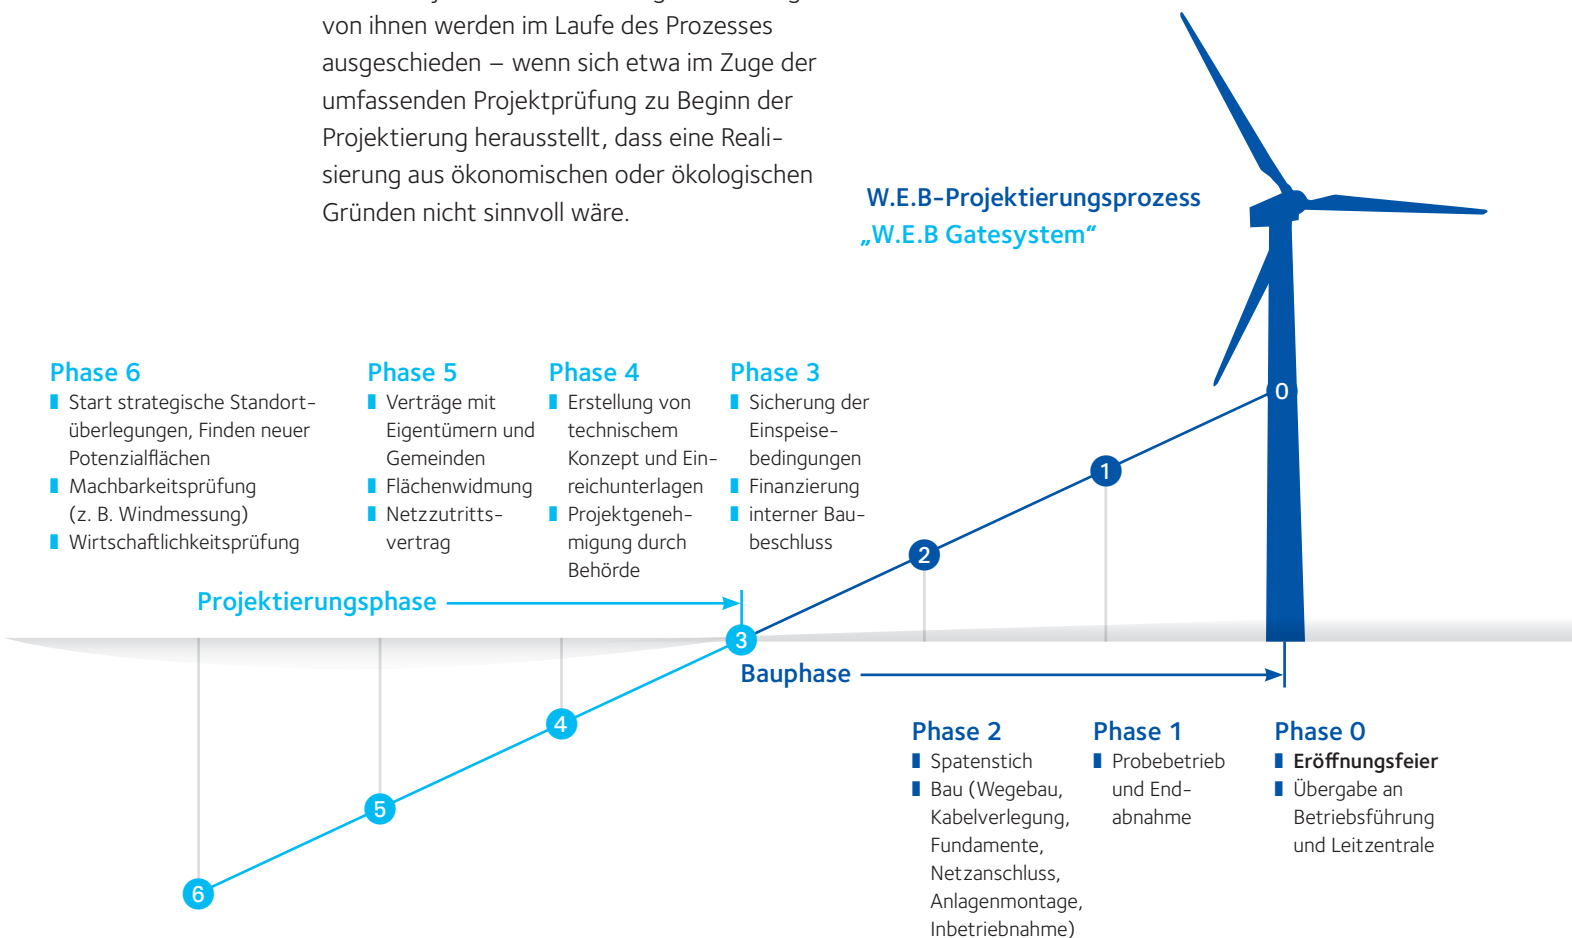 von ihnen werden im Laufe des Prozesses
ausgeschieden – wenn sich etwa im Zuge der
umfassenden Projektprüfung zu Beginn der
Projektierung herausstellt, dass eine Reali-
sierung aus ökonomischen oder ökologischen
Gründen nicht sinnvoll wäre.
W.E.B-Projektierungsprozess
„W.E.B Gatesystem“
Phase 6
Start strategische Standort-
überlegungen, Finden neuer
Potenzialflächen
Machbarkeitsprüfung
(z. B. Windmessung)
Wirtschaftlichkeitsprüfung
Phase 5
Verträge mit
Eigentümern und
Gemeinden
Flächenwidmung
Netzzutritts-
vertrag
Phase 4
Erstellung von
technischem
Konzept und Ein-
reichunterlagen
Projektgeneh-
migung durch
Behörde
Phase 3
Sicherung der
Einspeise-
bedingungen
Finanzierung
interner Bau-
beschluss
0
1
2
Projektierungsphase
3
Bauphase
4
5
6
Phase 2
Spatenstich
Bau (Wegebau,
Kabelverlegung,
Fundamente,
Netzanschluss,
Anlagenmontage,
Inbetriebnahme)
Phase 1
Probebetrieb
und End-
abnahme
Phase 0
Eröffnungsfeier
Übergabe an
Betriebsführung
und Leitzentrale